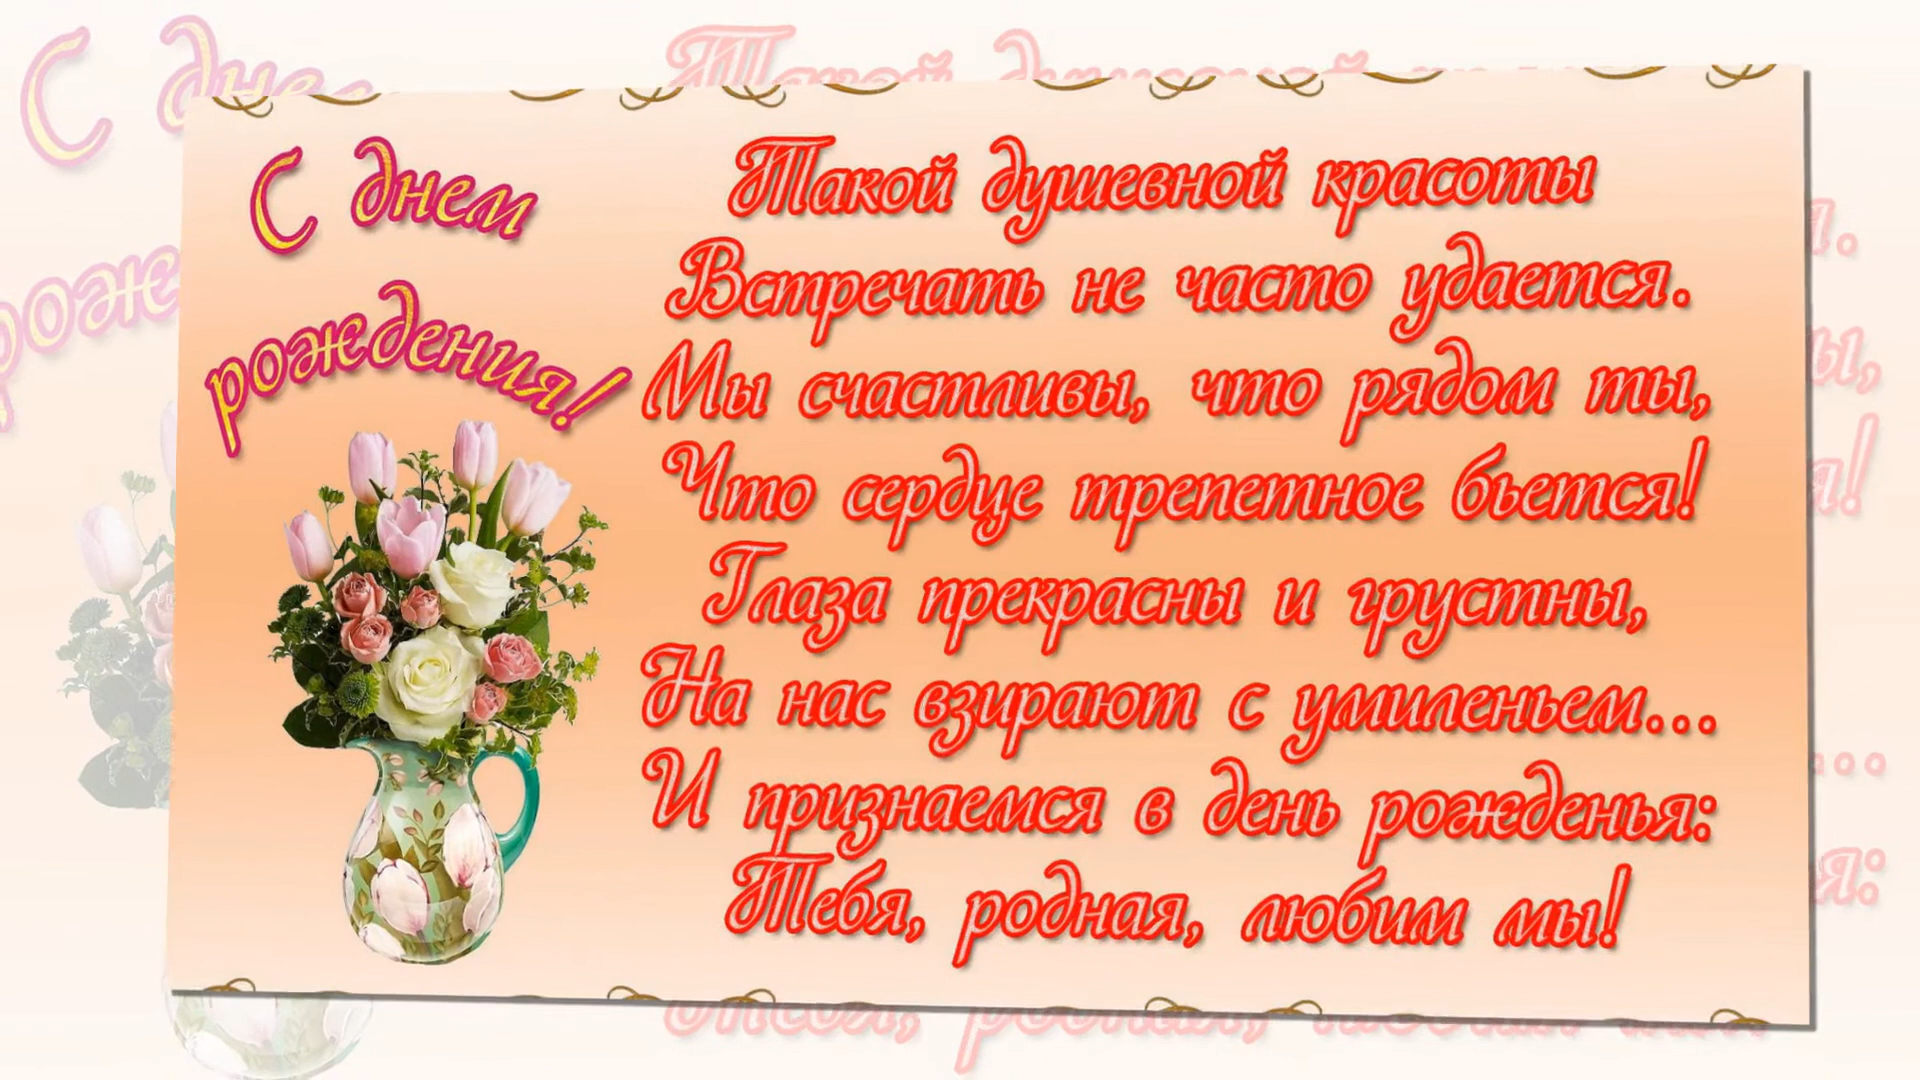 С днем
рождения!
Такой душевной красоты
Встречать не часто удается.
Мы счастливы, что рядом ты,
Что сердце трепетное бьется!
Глаза прекрасны и грустны,
На нас взирают с умиленьем...
И признаемся в день рожденья:
Тебя, родная, любим мы!